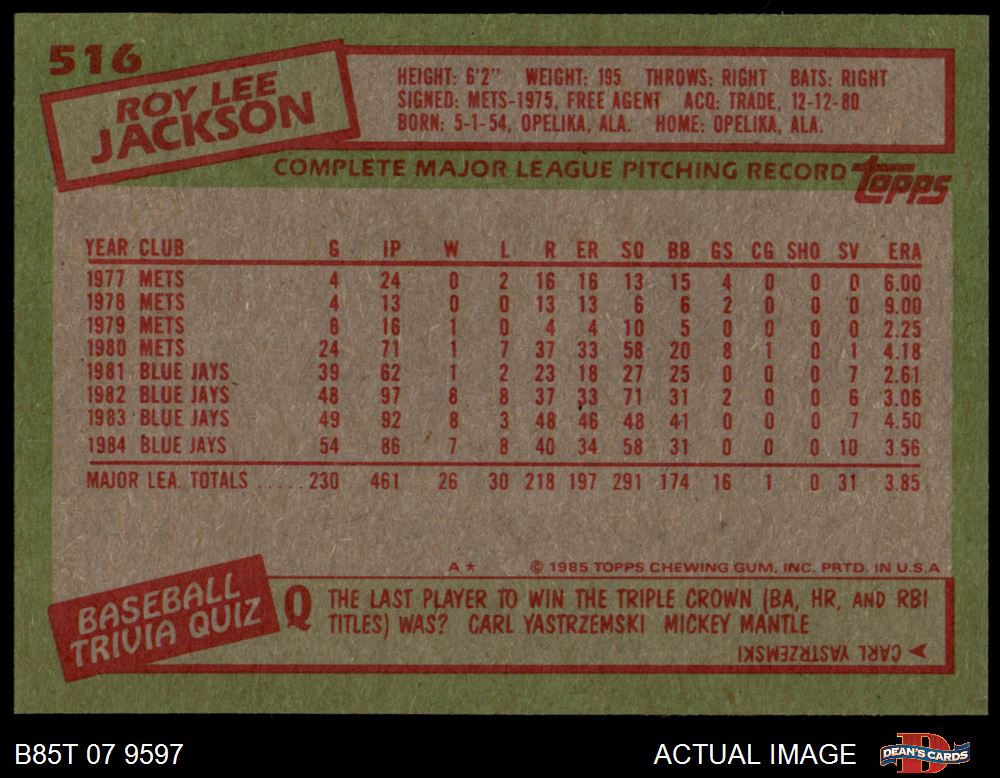 516
ROY LEE
JACKSON
HEIGHT: 6'2" WEIGHT: 195 THROWS: RIGHT BATS: RIGHT
SIGNED: METS-1975, FREE AGENT ACQ: TRADE, 12-12-80
BORN: 5-1-54, OPELIKA, ALA. HOME: OPELIKA, ALA.
COMPLETE MAJOR LEAGUE PITCHING RECORD topps
YEAR CLUB G IP W L R ER SO BB GS CG SHO SV ERA
1977 METS 4 24 0 2 16 16 13 15 4 0 0 0 6.00
1978 METS 4 13 0 0 13 13 6 6 2 0 0 0 9.00
1979 METS 8 16 1 0 4 4 10 5 0 0 0 0 2.25
1980 METS 24 71 1 7 37 33 58 20 8 1 0 1 4.18
1981 BLUE JAYS 39 62 1 2 23 18 27 25 0 0 0 7 2.61
1982 BLUE JAYS 48 97 8 8 37 33 71 31 2 0 0 6 3.06
1983 BLUE JAYS 49 92 8 3 48 46 48 41 0 0 0 7 4.50
1984 BLUE JAYS 54 86 7 8 40 34 58 31 0 0 0 10 3.56
MAJOR LEA. TOTALS ..... 230 461 26 30 218 197 291 174 16 1 0 31 3.85
A★ © 1985 TOPPS CHEWING GUM, INC. PRTD. IN U.S.A
BASEBALL
TRIVIA QUIZ
Q THE LAST PLAYER TO WIN THE TRIPLE CROWN (BA, HR, AND RBI
TITLES) WAS? CARL YASTRZEMSKI MICKEY MANTLE
CARL YASTRZEMSKI
B85T 07 9597 ACTUAL IMAGE DEAN'S CARDS